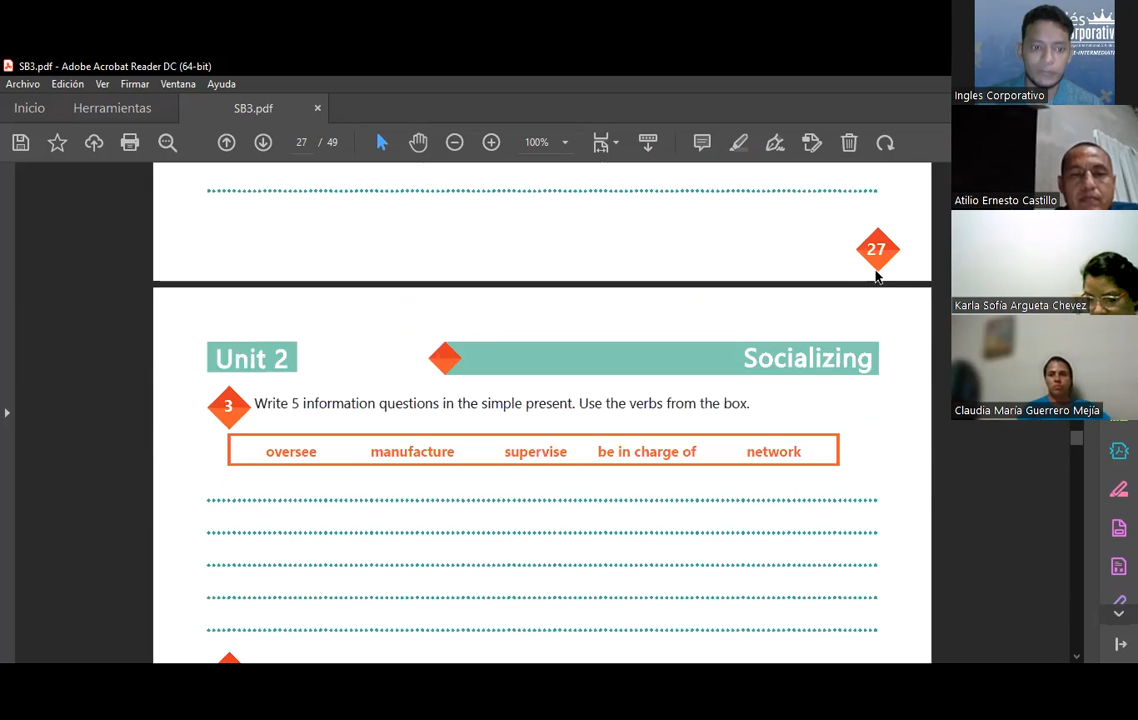 SB3.pdf - Adobe Acrobat Reader DC (64-bit)
Archivo Edición Ver Firmar Ventana Ayuda
Inicio Herramientas SB3.pdf ×
27 / 49 100%
27
Unit 2 Socializing
3 Write 5 information questions in the simple present. Use the verbs from the box.
oversee manufacture supervise be in charge of network
Ingles Corporativo
Atilio Ernesto Castillo
Karla Sofía Argueta Chevez
Claudia María Guerrero Mejía